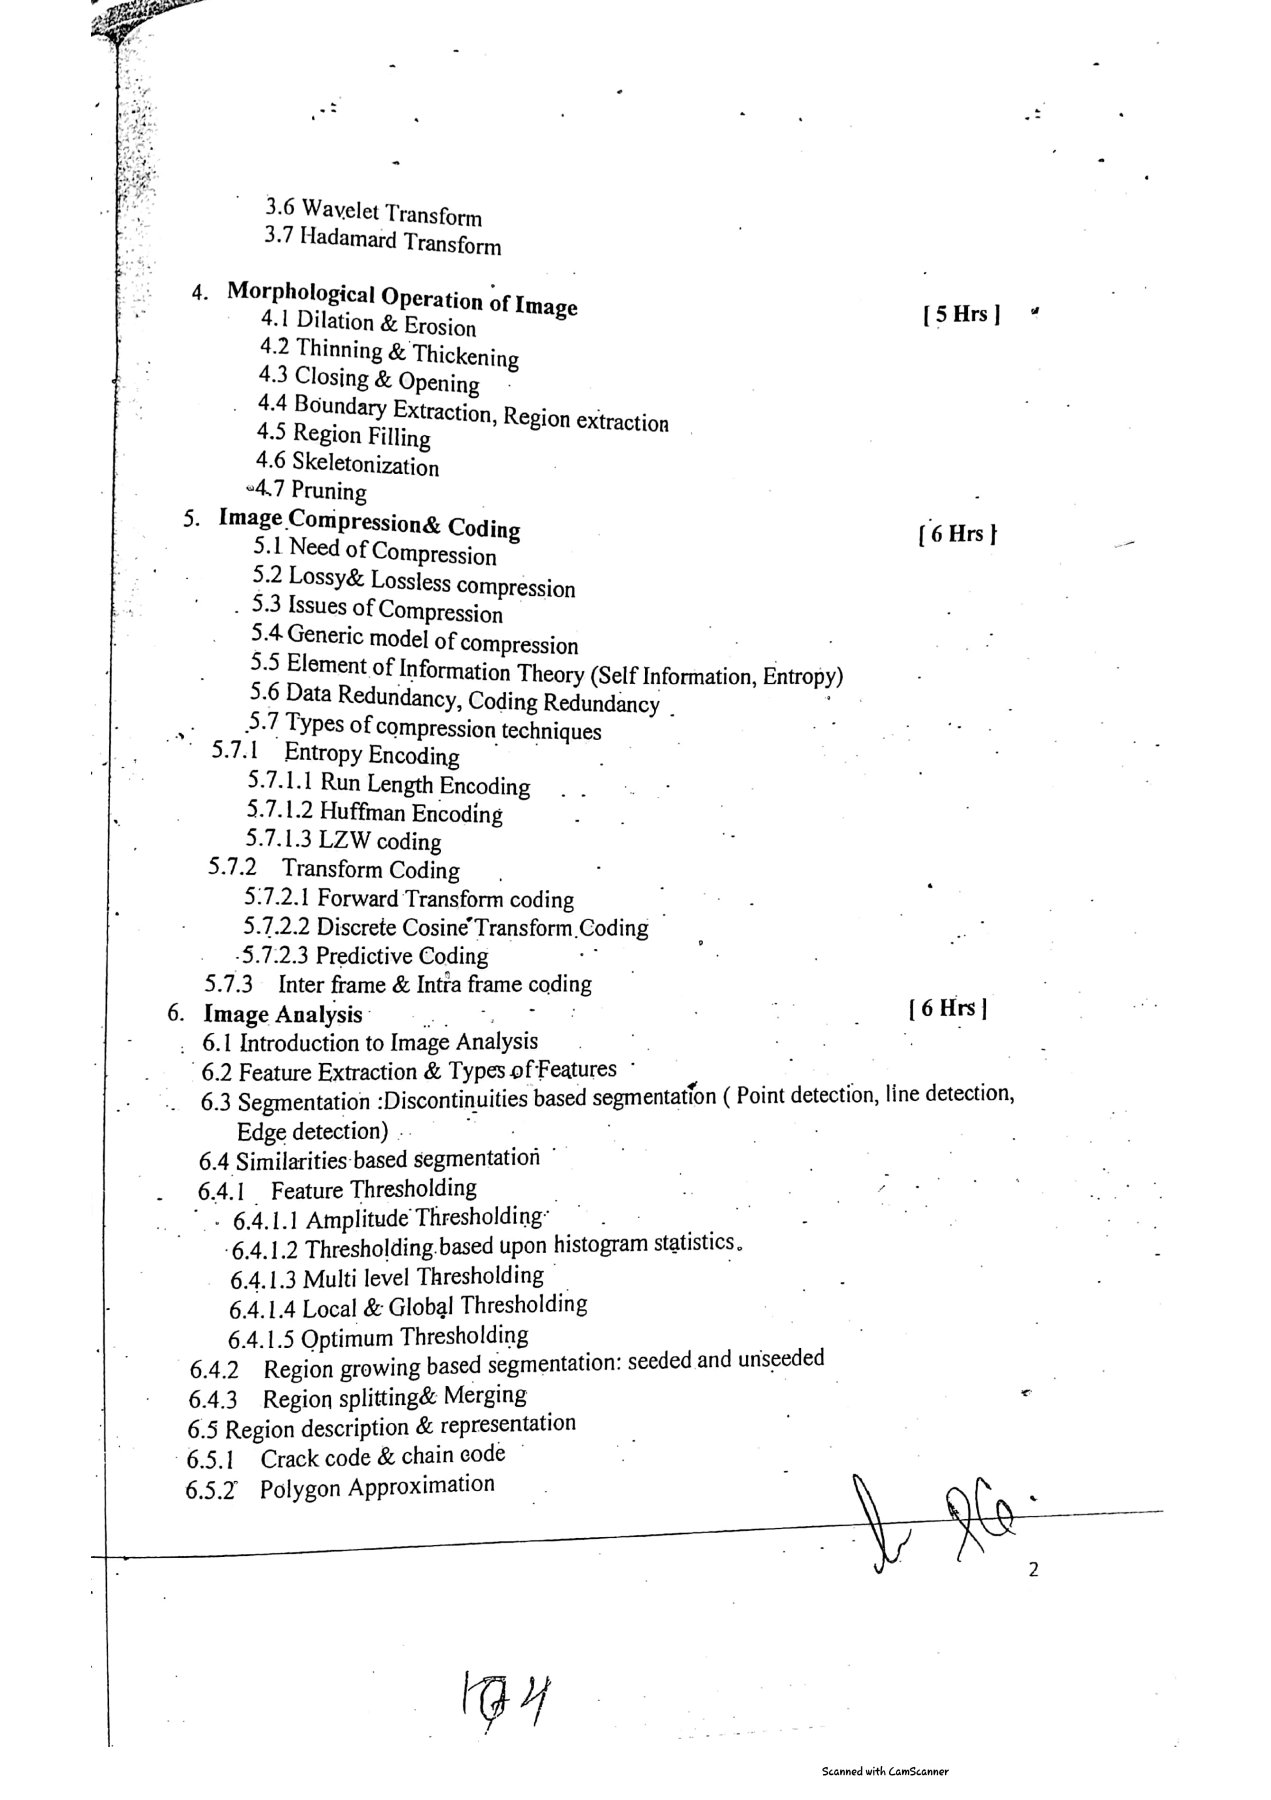 3.6 Wavelet Transform
3.7 Hadamard Transform
4. Morphological Operation of Image [ 5 Hrs ]
4.1 Dilation & Erosion
4.2 Thinning & Thickening
4.3 Closing & Opening
4.4 Boundary Extraction, Region extraction
4.5 Region Filling
4.6 Skeletonization
4.7 Pruning
5. Image Compression& Coding [ 6 Hrs ]
5.1 Need of Compression
5.2 Lossy& Lossless compression
5.3 Issues of Compression
5.4 Generic model of compression
5.5 Element of Information Theory (Self Information, Entropy)
5.6 Data Redundancy, Coding Redundancy
5.7 Types of compression techniques
5.7.1 Entropy Encoding
5.7.1.1 Run Length Encoding
5.7.1.2 Huffman Encoding
5.7.1.3 LZW coding
5.7.2 Transform Coding
5.7.2.1 Forward Transform coding
5.7.2.2 Discrete Cosine Transform Coding
5.7.2.3 Predictive Coding
5.7.3 Inter frame & Intra frame coding
6. Image Analysis [ 6 Hrs ]
6.1 Introduction to Image Analysis
6.2 Feature Extraction & Types of Features
6.3 Segmentation :Discontinuities based segmentation ( Point detection, line detection,
Edge detection)
6.4 Similarities based segmentation
6.4.1 Feature Thresholding
6.4.1.1 Amplitude Thresholding
6.4.1.2 Thresholding based upon histogram statistics.
6.4.1.3 Multi level Thresholding
6.4.1.4 Local & Global Thresholding
6.4.1.5 Optimum Thresholding
6.4.2 Region growing based segmentation: seeded and unseeded
6.4.3 Region splitting& Merging
6.5 Region description & representation
6.5.1 Crack code & chain code
6.5.2 Polygon Approximation
2
Scanned with CamScanner